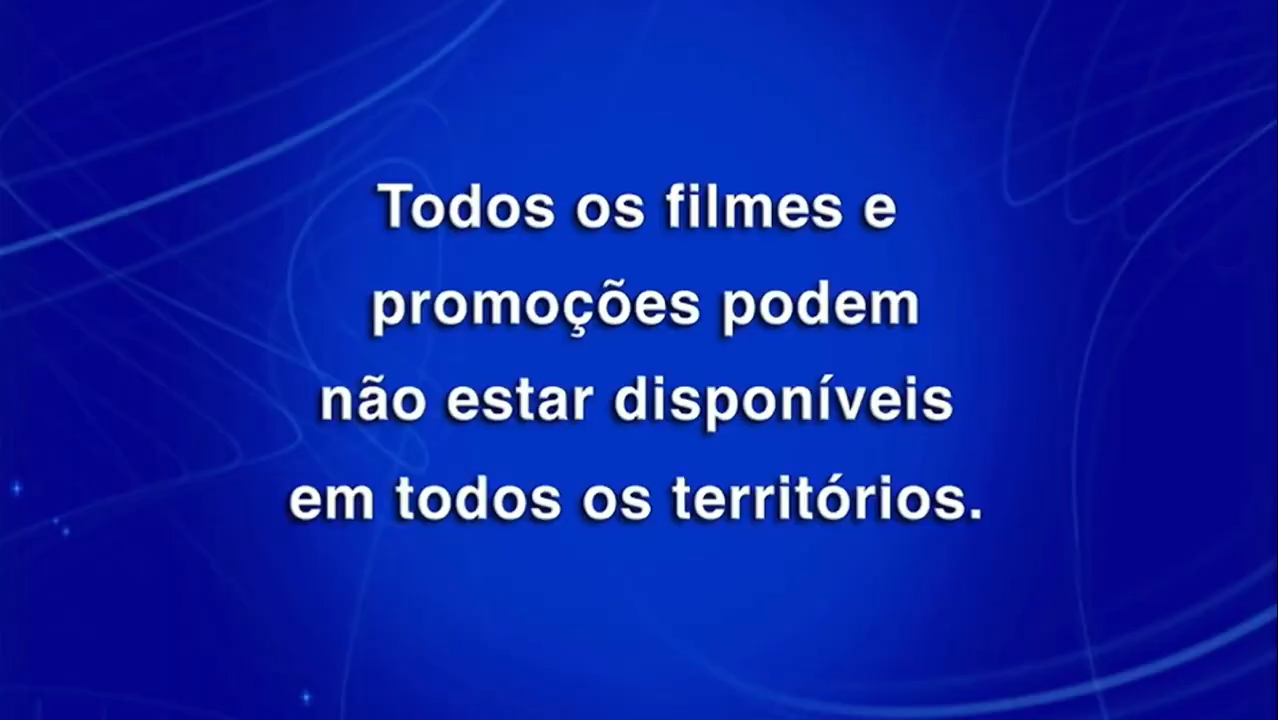 Todos os filmes e
promoções podem
não estar disponíveis
em todos os territórios.